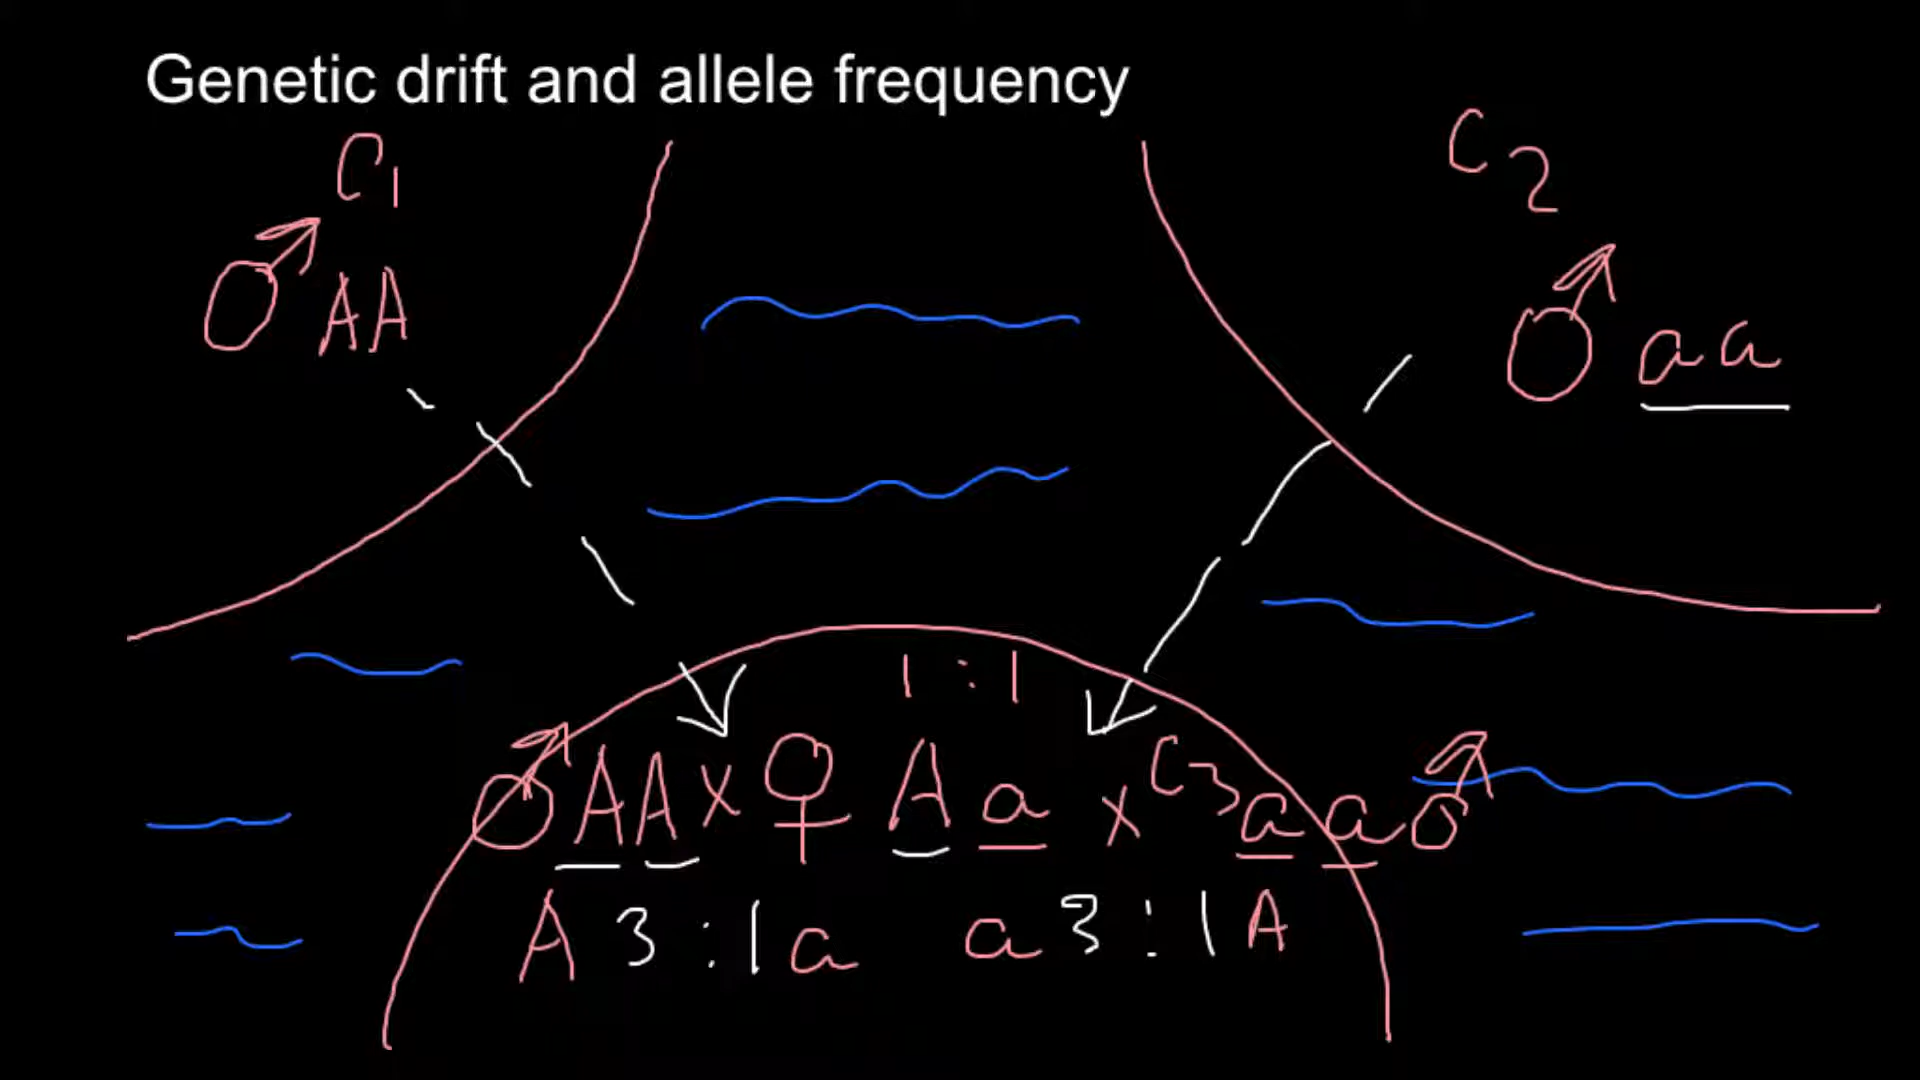 Genetic drift and allele frequency
C1
C2
♂ AA
♂ aa
1 : 1
♂ AA x ♀ Aa x C3 aa ♂
A 3 : 1 a a 3 : 1 A